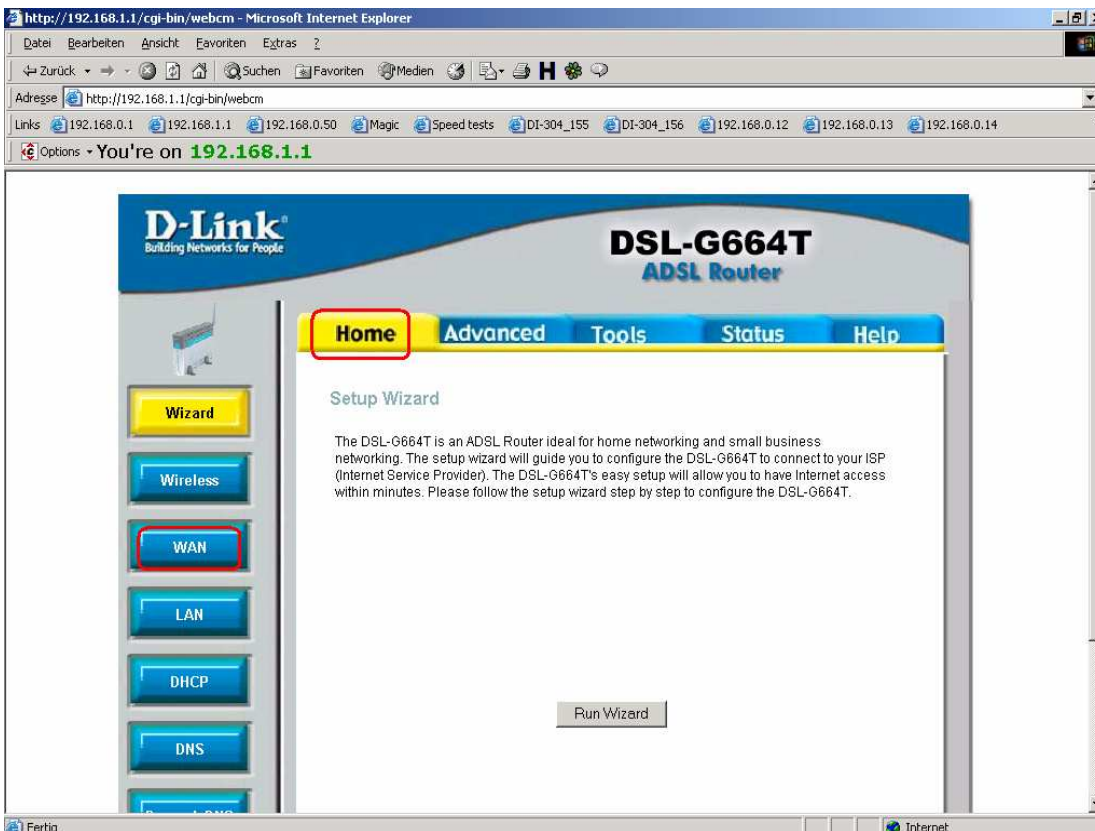 http://192.168.1.1/cgi-bin/webcm - Microsoft Internet Explorer
Datei Bearbeiten Ansicht Favoriten Extras ?
Zurück Suchen Favoriten Medien H
Adresse http://192.168.1.1/cgi-bin/webcm
Links 192.168.0.1 192.168.1.1 192.168.0.50 Magic Speed tests DI-304_155 DI-304_156 192.168.0.12 192.168.0.13 192.168.0.14
Options You're on 192.168.1.1
D-Link®
Building Networks for People
DSL-G664T
ADSL Router
Home Advanced Tools Status Help
Wizard
Wireless
WAN
LAN
DHCP
DNS
Setup Wizard
The DSL-G664T is an ADSL Router ideal for home networking and small business
networking. The setup wizard will guide you to configure the DSL-G664T to connect to your ISP
(Internet Service Provider). The DSL-G664T's easy setup will allow you to have Internet access
within minutes. Please follow the setup wizard step by step to configure the DSL-G664T.
Run Wizard
Fertig Internet